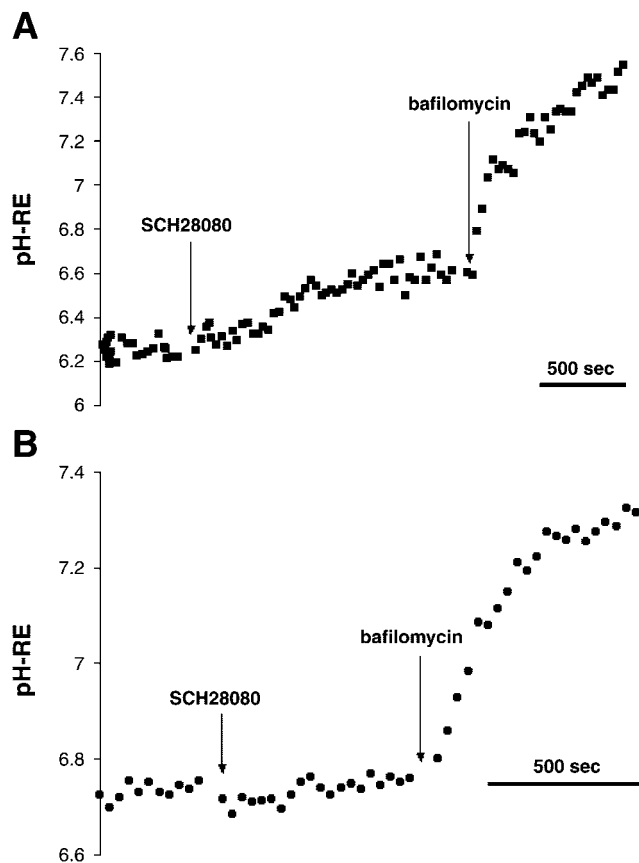 A
7.6
7.4
bafilomycin
7.2
7
pH-RE
6.8
SCH28080
6.6
6.4
6.2
500 sec
6
B
7.4
7.2
bafilomycin
pH-RE
7
SCH28080
6.8
500 sec
6.6